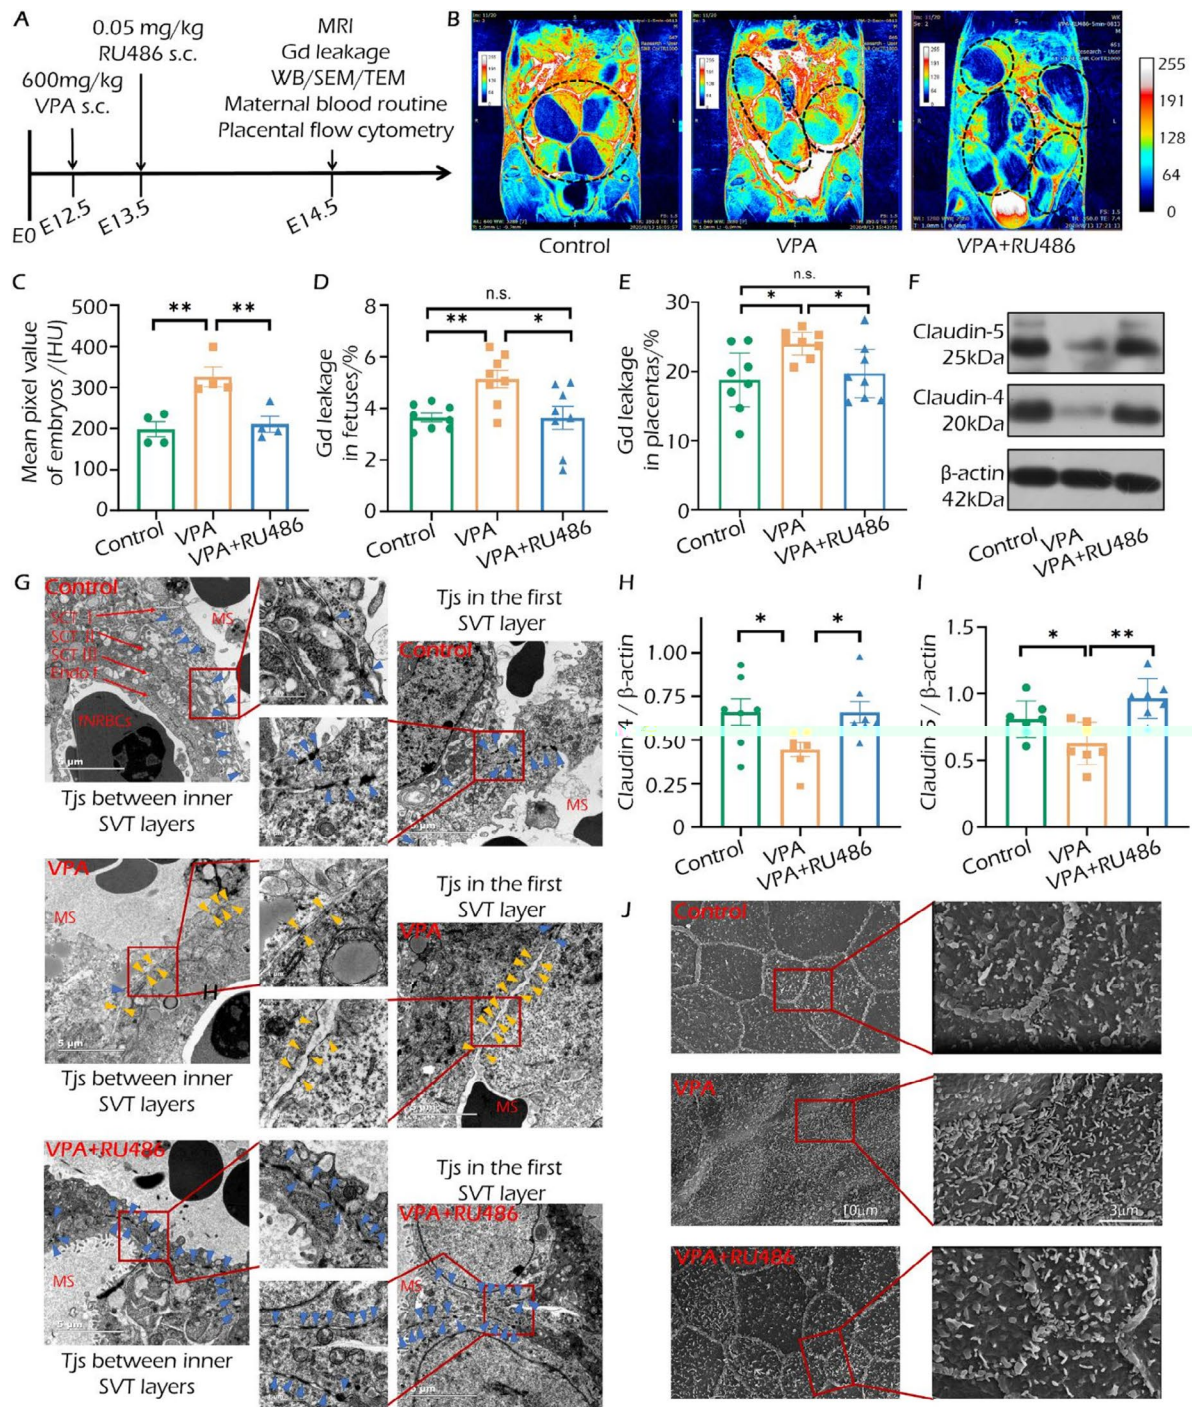 A
0.05 mg/kg
RU486 s.c.
600mg/kg
VPA s.c.
MRI
Gd leakage
WB/SEM/TEM
Maternal blood routine
Placental flow cytometry
E0
E12.5
E13.5
E14.5
B
Control
VPA
VPA+RU486
255
191
128
64
0
C
Mean pixel value
of embryos /(HU)
500
400
300
200
100
0
**
**
Control
VPA
VPA+RU486
D
Gd leakage
in fetuses/%
8
6
4
2
0
n.s.
**
*
Control
VPA
VPA+RU486
E
Gd leakage
in placentas/%
30
20
10
0
n.s.
*
*
Control
VPA
VPA+RU486
F
Claudin-5
25kDa
Claudin-4
20kDa
β-actin
42kDa
Control
VPA
VPA+RU486
G
Control
SCT I
SCT II
SCT III
Endo f
fNRBCs
MS
5 μm
Tjs between inner
SVT layers
Tjs in the first
SVT layer
Control
MS
VPA
MS
5 μm
Tjs between inner
SVT layers
Tjs in the first
SVT layer
VPA
MS
VPA+RU486
MS
5 μm
Tjs between inner
SVT layers
Tjs in the first
SVT layer
VPA+RU486
MS
H
Claudin 4 / β-actin
1.00
0.75
0.50
0.25
0
*
*
Control
VPA
VPA+RU486
I
Claudin 5 / β-actin
1.5
1.0
0.5
0
*
**
Control
VPA
VPA+RU486
J
Control
VPA
10μm
3μm
VPA+RU486